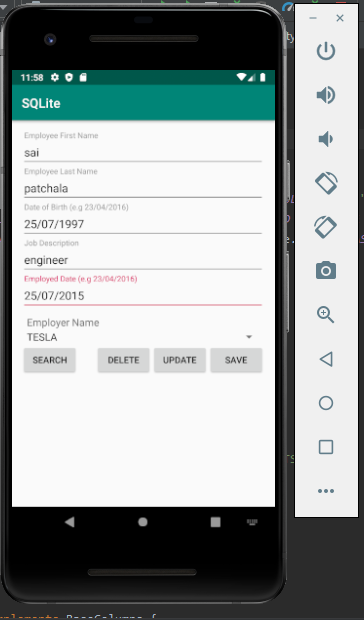 11:58
SQLite
Employee First Name
sai
Employee Last Name
patchala
Date of Birth (e.g 23/04/2016)
25/07/1997
Job Description
engineer
Employed Date (e.g 23/04/2016)
25/07/2015
Employer Name
TESLA
SEARCH DELETE UPDATE SAVE
mplements BaseColumns {